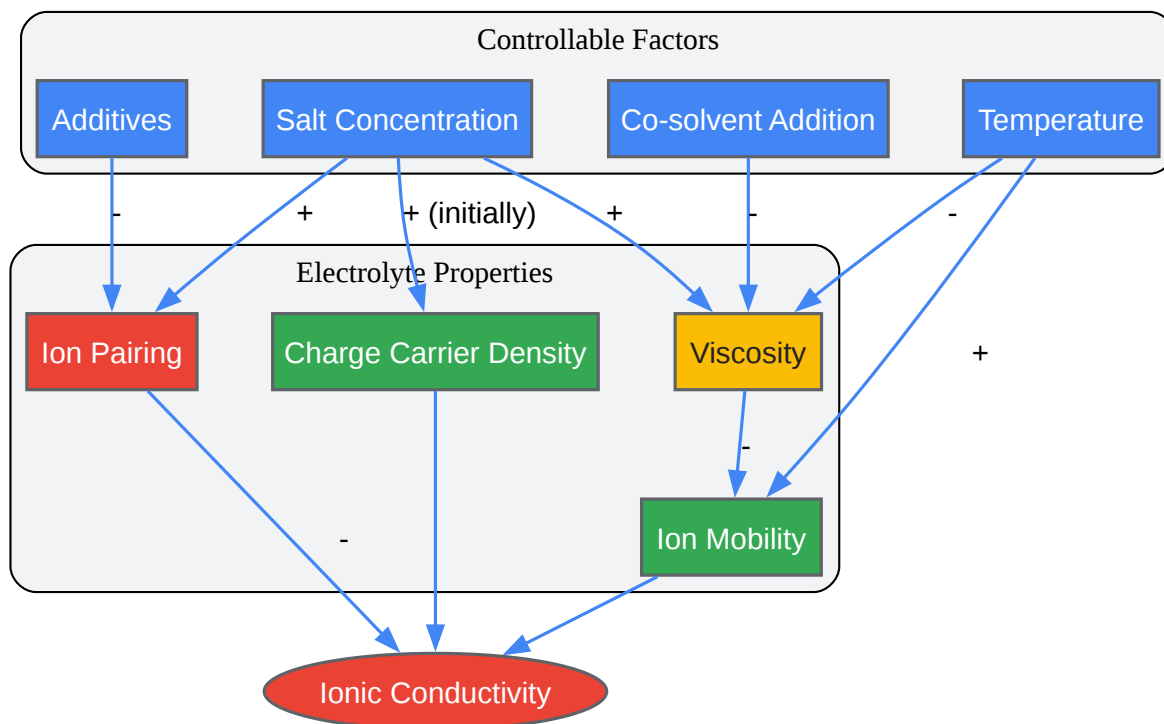 Controllable Factors
Additives
Salt Concentration
Co-solvent Addition
Temperature
-
+
+ (initially)
+
-
-
Electrolyte Properties
Ion Pairing
Charge Carrier Density
Viscosity
+
-
Ion Mobility
-
Ionic Conductivity